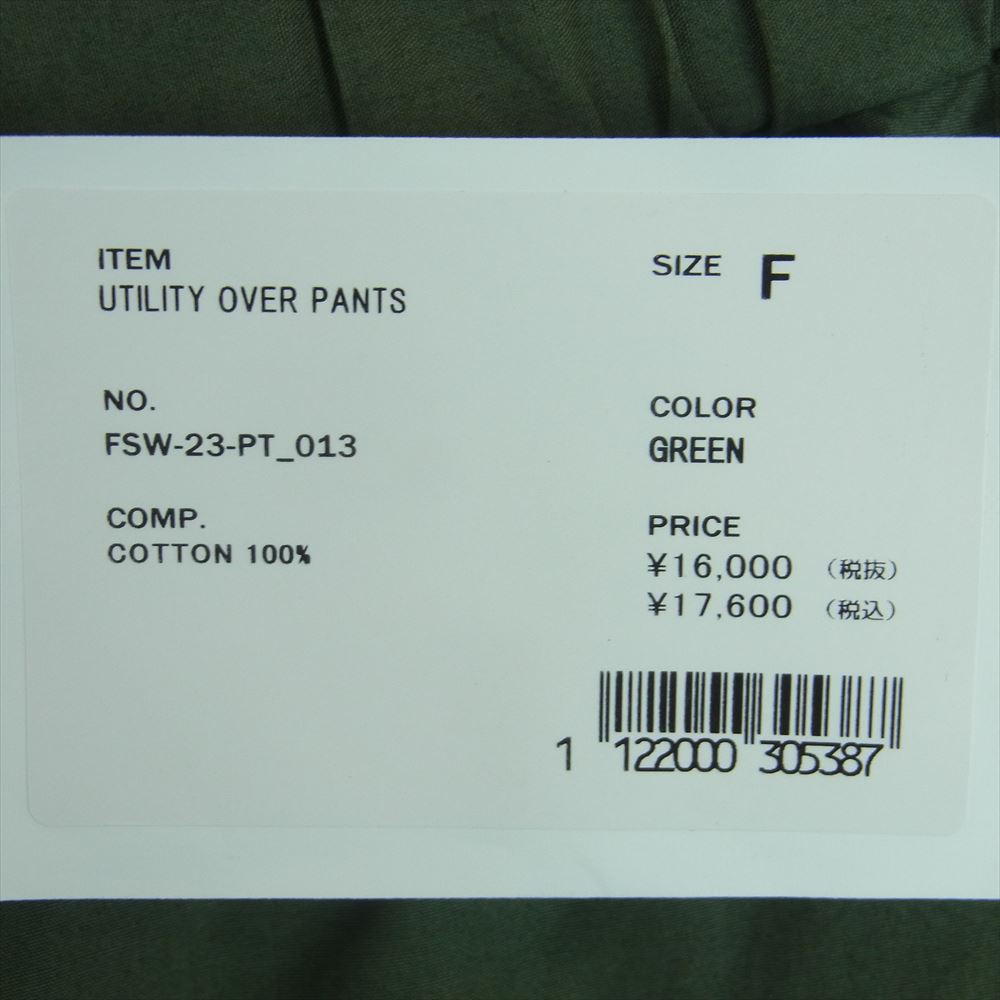 ITEM
UTILITY OVER PANTS
SIZE F
NO.
FSW-23-PT_013
COLOR
GREEN
COMP.
COTTON 100%
PRICE
¥16,000 (税抜)
¥17,600 (税込)
1 122000 305387